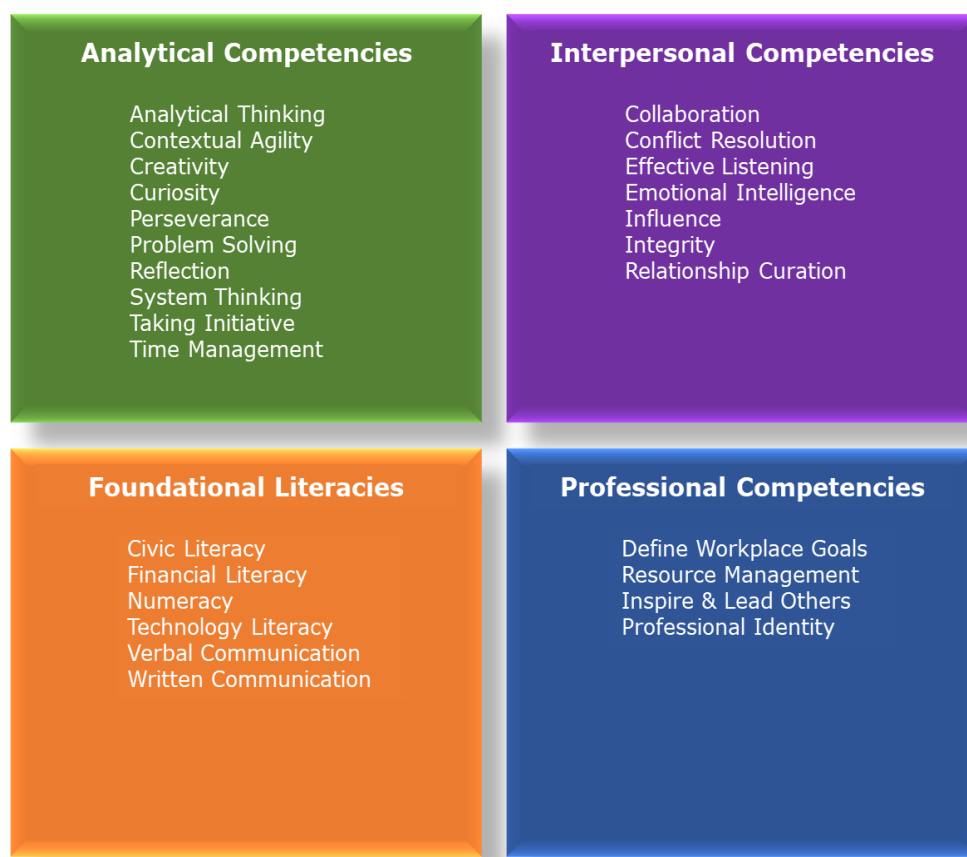 Analytical Competencies
Analytical Thinking
Contextual Agility
Creativity
Curiosity
Perseverance
Problem Solving
Reflection
System Thinking
Taking Initiative
Time Management
Interpersonal Competencies
Collaboration
Conflict Resolution
Effective Listening
Emotional Intelligence
Influence
Integrity
Relationship Curation
Foundational Literacies
Civic Literacy
Financial Literacy
Numeracy
Technology Literacy
Verbal Communication
Written Communication
Professional Competencies
Define Workplace Goals
Resource Management
Inspire & Lead Others
Professional Identity